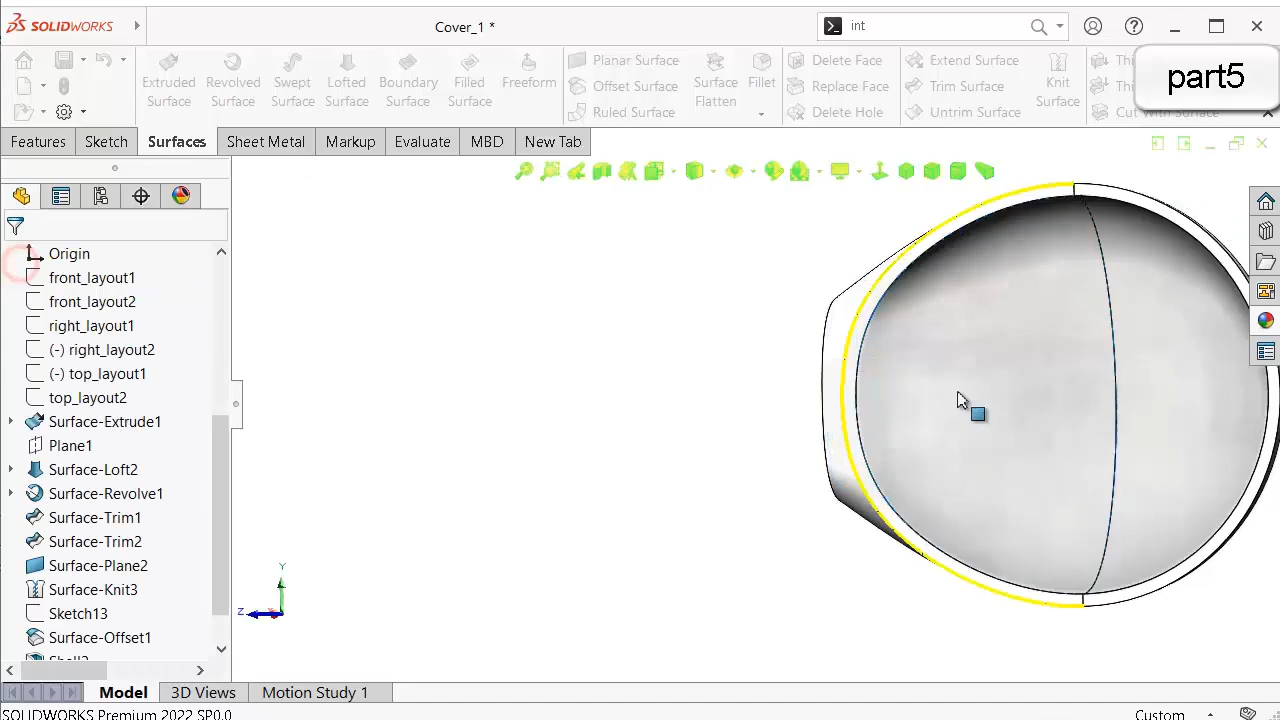 SOLIDWORKS
Cover_1 *
int
part5
Extruded Surface
Revolved Surface
Swept Surface
Lofted Surface
Boundary Surface
Filled Surface
Freeform
Planar Surface
Offset Surface
Ruled Surface
Surface Flatten
Fillet
Delete Face
Replace Face
Delete Hole
Extend Surface
Trim Surface
Untrim Surface
Knit Surface
Features
Sketch
Surfaces
Sheet Metal
Markup
Evaluate
MBD
New Tab
Origin
front_layout1
front_layout2
right_layout1
(-) right_layout2
(-) top_layout1
top_layout2
Surface-Extrude1
Plane1
Surface-Loft2
Surface-Revolve1
Surface-Trim1
Surface-Trim2
Surface-Plane2
Surface-Knit3
Sketch13
Surface-Offset1
Y
Z
Model
3D Views
Motion Study 1
SOLIDWORKS Premium 2022 SP0.0
Custom